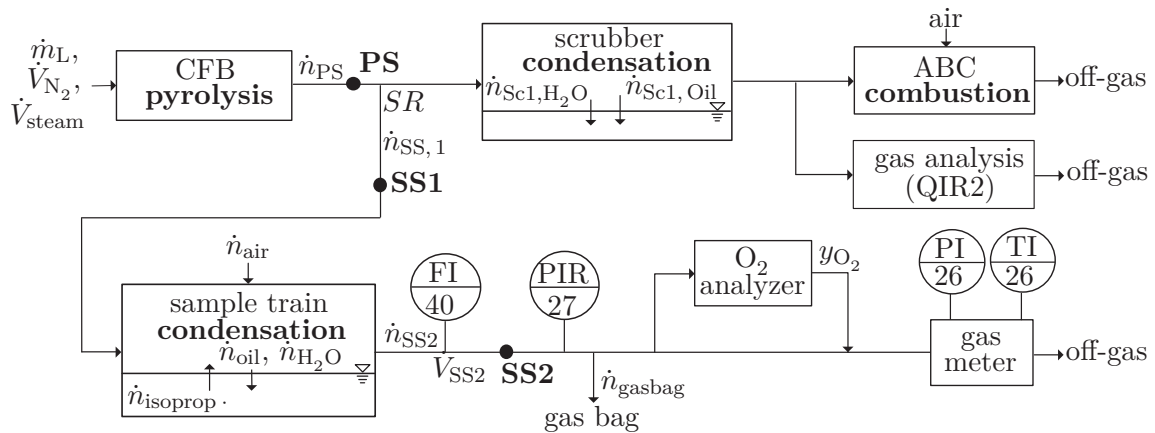 ṁL,
V̇N2,
V̇steam
CFB
pyrolysis
ṅPS
PS
SR
ṅSS, 1
SS1
scrubber
condensation
ṅSc1,H2O
ṅSc1, Oil
air
ABC
combustion
off-gas
gas analysis
(QIR2)
off-gas
ṅair
sample train
condensation
ṅoil, ṅH2O
ṅisoprop.
ṅSS2
FI
40
V̇SS2
SS2
PIR
27
ṅgasbag
gas bag
O2
analyzer
yO2
PI
26
TI
26
gas
meter
off-gas